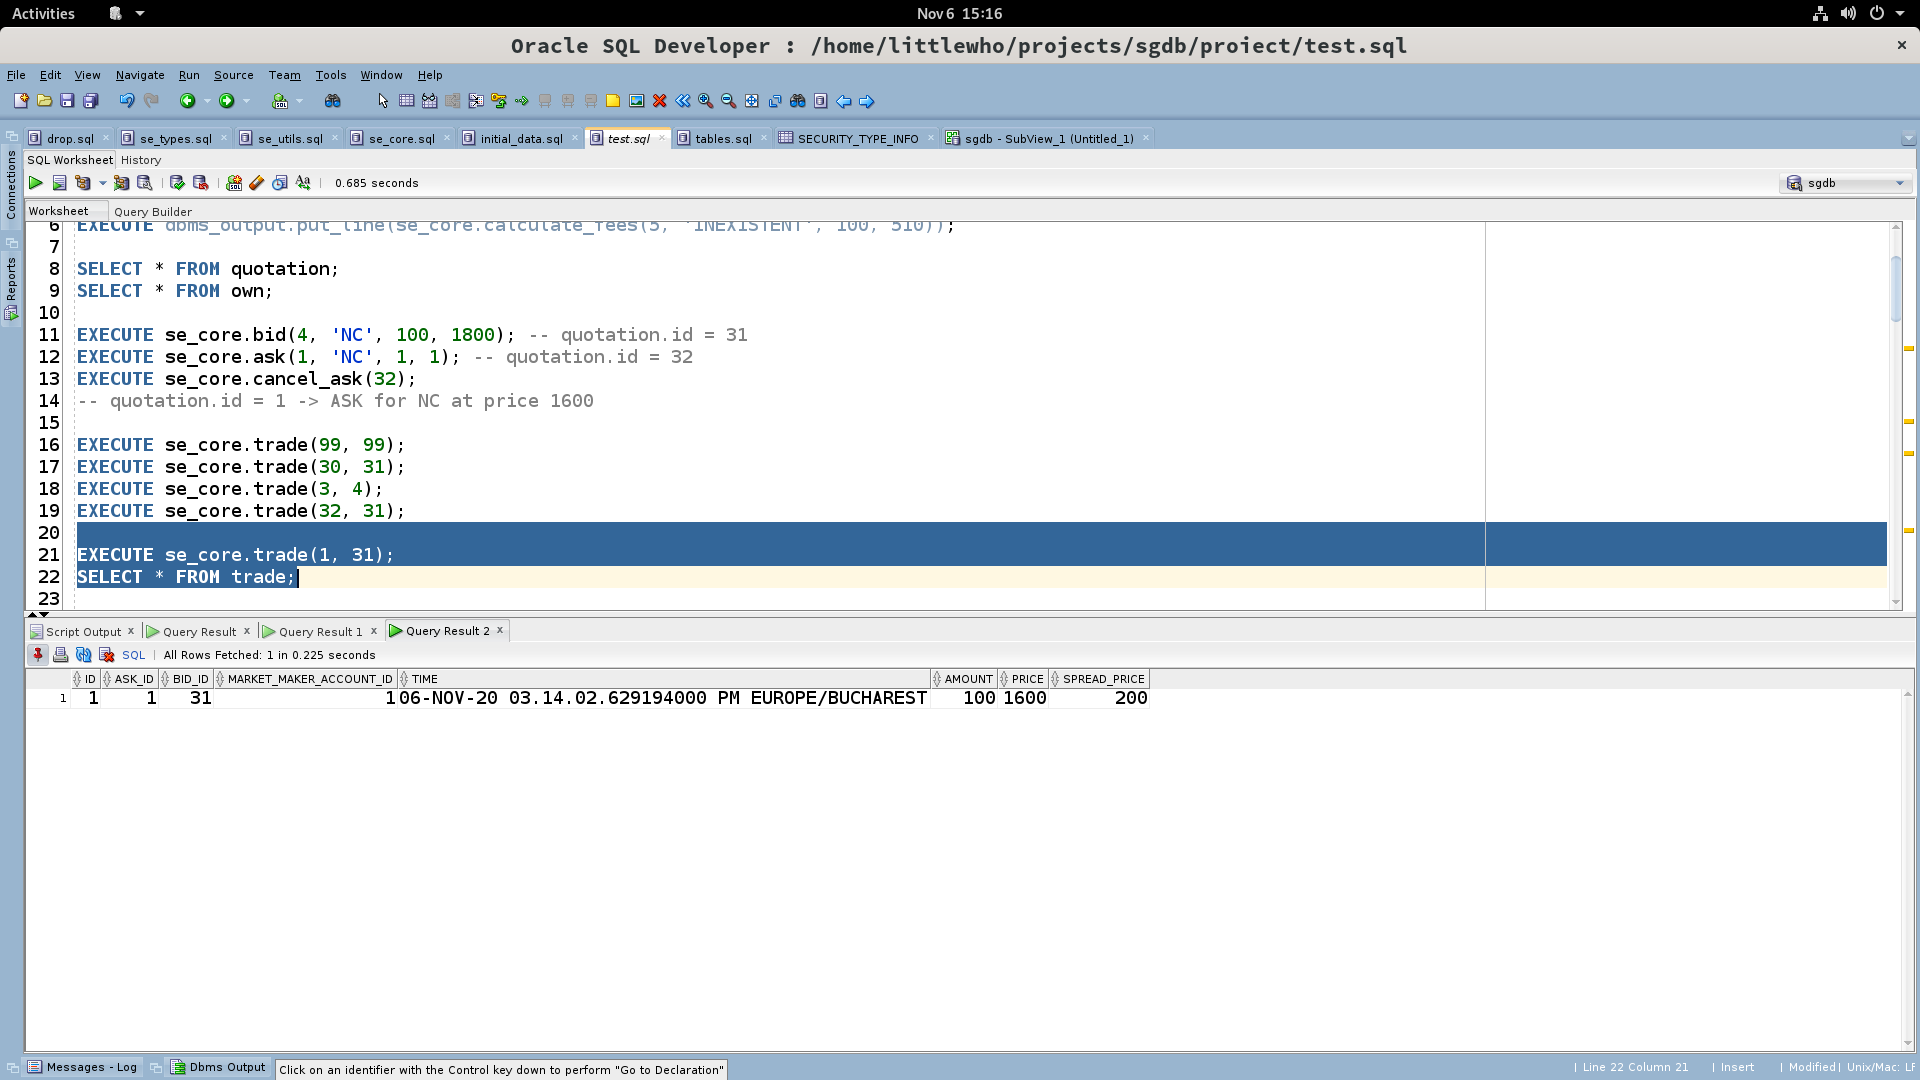 Activities
Nov 6 15:16
Oracle SQL Developer : /home/littlewho/projects/sgdb/proiect/test.sql
File Edit View Navigate Run Source Team Tools Window Help
drop.sql se_types.sql se_utils.sql se_core.sql initial_data.sql test.sql tables.sql SECURITY_TYPE_INFO sgdb - SubView_1 (Untitled_1)
Connections
Reports
SQL Worksheet History
0.685 seconds
sgdb
Worksheet Query Builder
6 EXECUTE dbms_output.put_line(se_core.calculate_fees(5, 'INEXISTENT', 100, 510));
7
8 SELECT * FROM quotation;
9 SELECT * FROM own;
10
11 EXECUTE se_core.bid(4, 'NC', 100, 1800); -- quotation.id = 31
12 EXECUTE se_core.ask(1, 'NC', 1, 1); -- quotation.id = 32
13 EXECUTE se_core.cancel_ask(32);
14 -- quotation.id = 1 -> ASK for NC at price 1600
15
16 EXECUTE se_core.trade(99, 99);
17 EXECUTE se_core.trade(30, 31);
18 EXECUTE se_core.trade(3, 4);
19 EXECUTE se_core.trade(32, 31);
20
21 EXECUTE se_core.trade(1, 31);
22 SELECT * FROM trade;
23
Script Output Query Result Query Result 1 Query Result 2
SQL All Rows Fetched: 1 in 0.225 seconds
ID ASK_ID BID_ID MARKET_MAKER_ACCOUNT_ID TIME AMOUNT PRICE SPREAD_PRICE
1 1 1 31 1 06-NOV-20 03.14.02.629194000 PM EUROPE/BUCHAREST 100 1600 200
Messages - Log Dbms Output Click on an identifier with the Control key down to perform "Go to Declaration"
Line 22 Column 21 Insert Modified Unix/Mac: LF